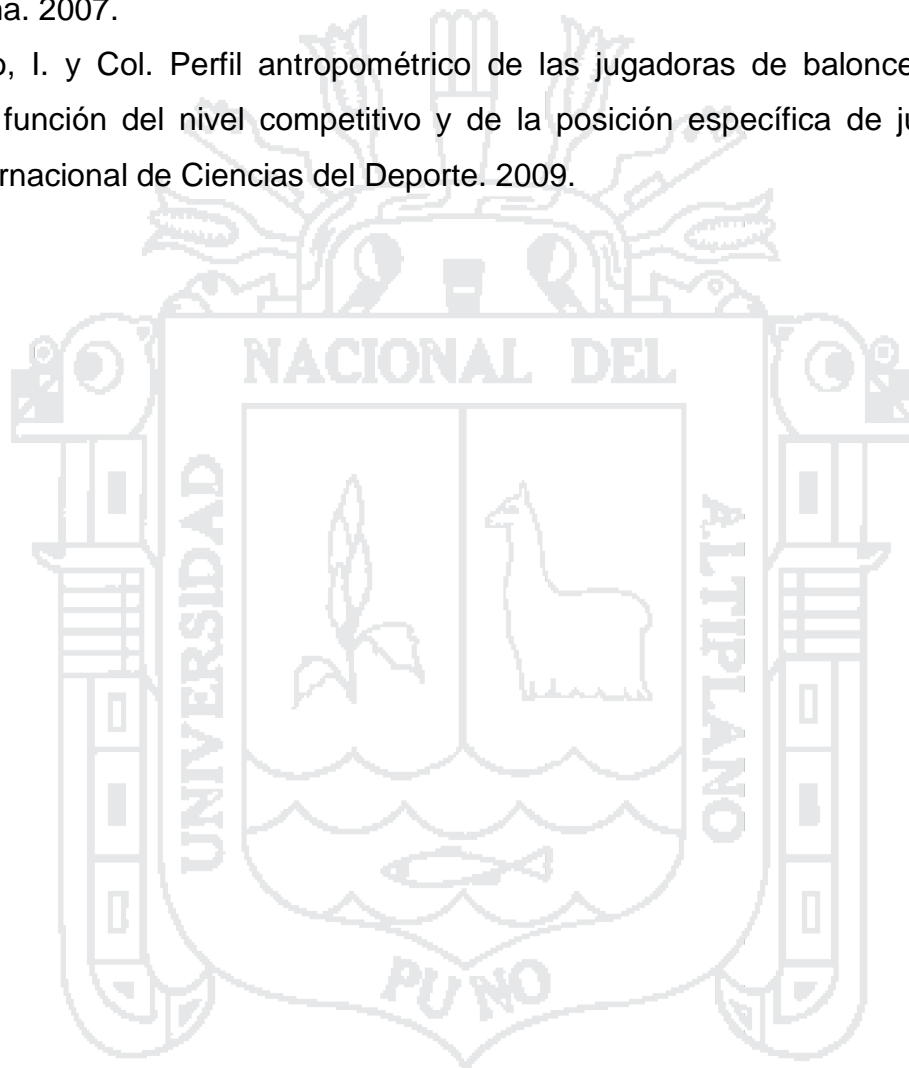 na. 2007.
o, I. y Col. Perfil antropométrico de las jugadoras de balonce
función del nivel competitivo y de la posición específica de ju
rnacional de Ciencias del Deporte. 2009.
NACIONAL DEL
UNIVERSIDAD
ALTIPLANO
PUNO